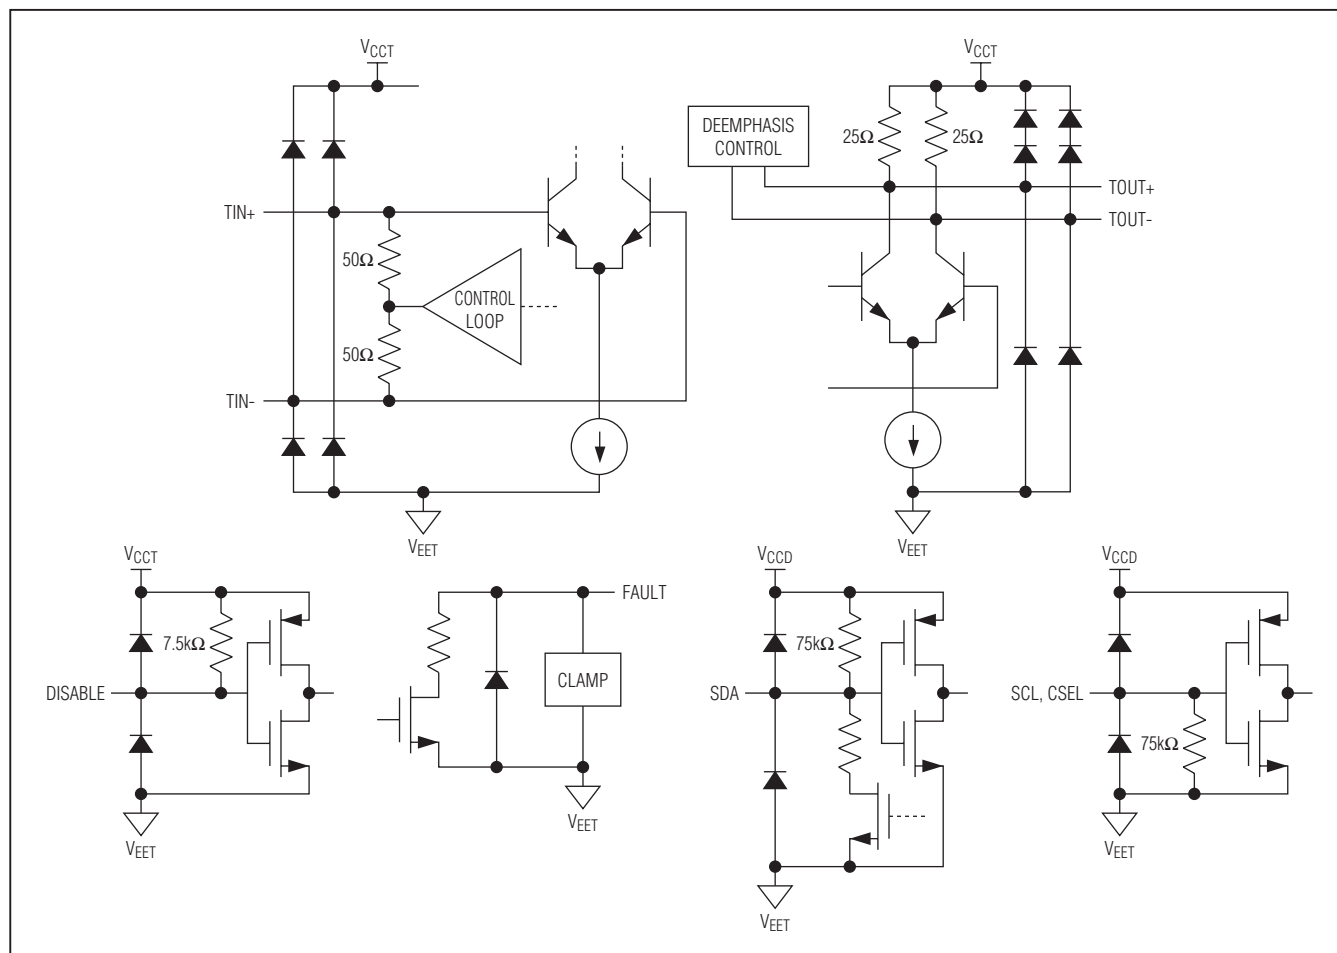 VCCT
VCCT
DEEMPHASIS
CONTROL
25Ω
25Ω
TOUT+
TOUT-
TIN+
50Ω
CONTROL
LOOP
50Ω
TIN-
VEET
VEET
VCCT
7.5kΩ
DISABLE
VEET
FAULT
CLAMP
VEET
VCCD
75kΩ
SDA
VEET
VCCD
SCL, CSEL
75kΩ
VEET